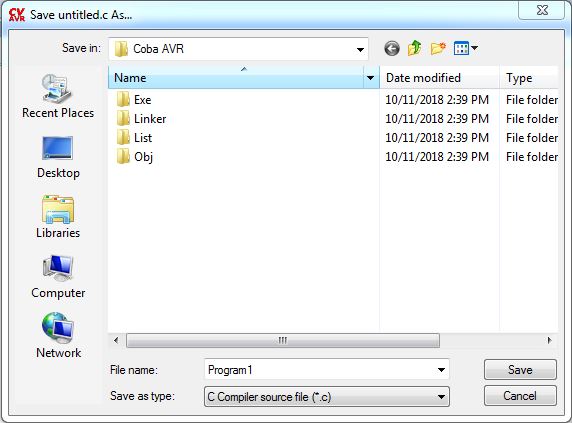 CV AVR Save untitled.c As...
Save in: Coba AVR
Name Date modified Type
Exe 10/11/2018 2:39 PM File folder
Linker 10/11/2018 2:39 PM File folder
List 10/11/2018 2:39 PM File folder
Obj 10/11/2018 2:39 PM File folder
Recent Places
Desktop
Libraries
Computer
Network
File name: Program1 Save
Save as type: C Compiler source file (*.c) Cancel